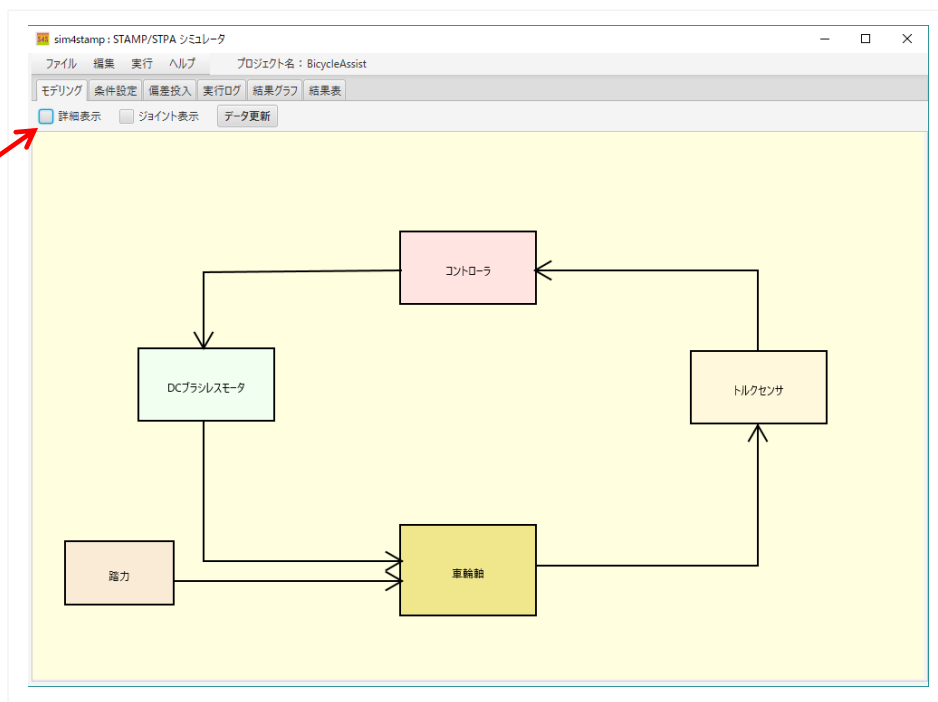 sim4stamp : STAMP/STPA シミュレータ
ファイル 編集 実行 ヘルプ プロジェクト名 : BicycleAssist
モデリング 条件設定 偏差投入 実行ログ 結果グラフ 結果表
詳細表示 ジョイント表示 データ更新
コントローラ
DCブラシレスモータ
トルクセンサ
踏力
車輪軸